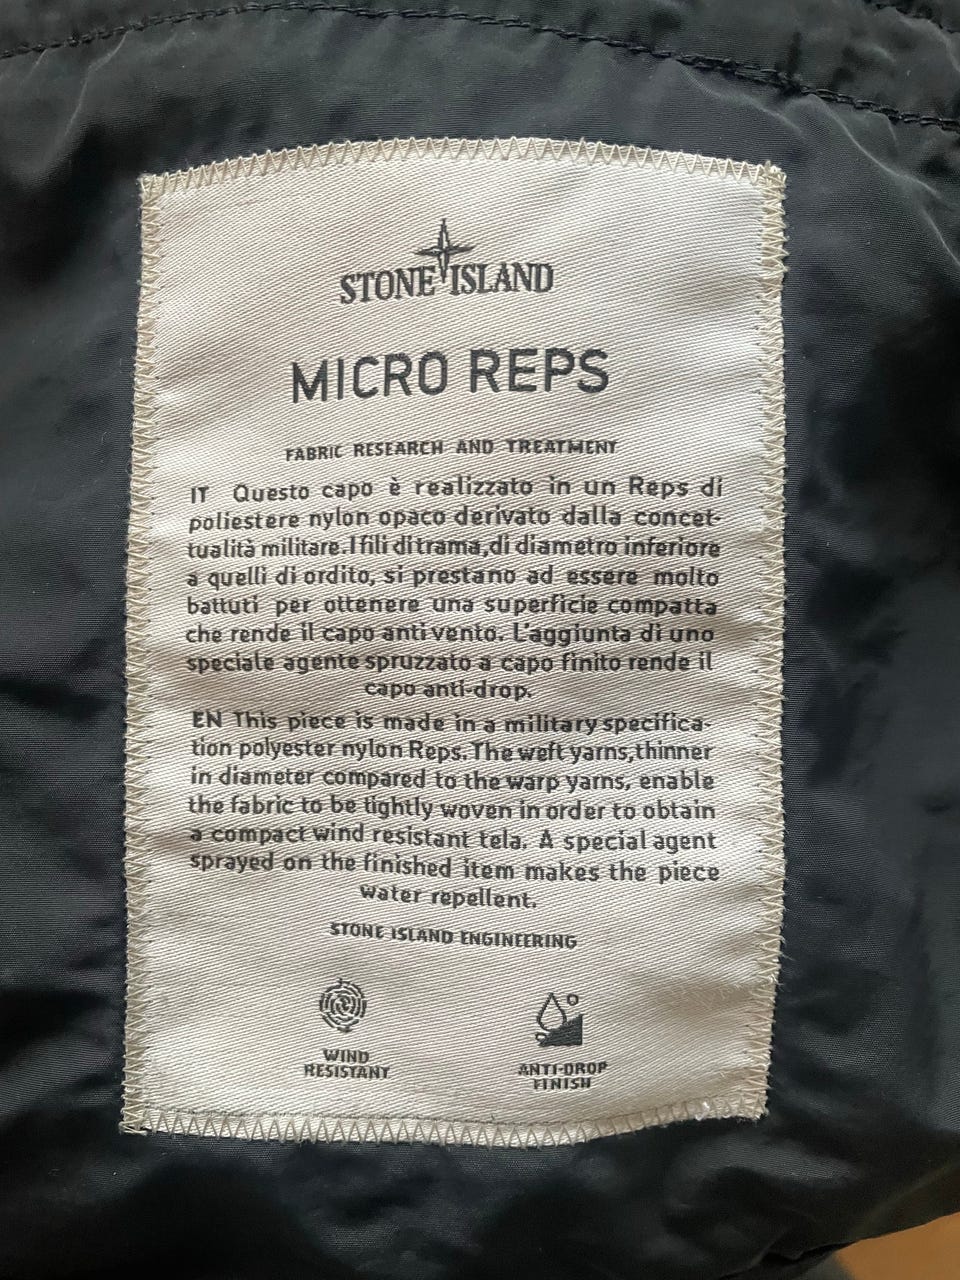 STONE ISLAND
MICRO REPS
FABRIC RESEARCH AND TREATMENT
IT Questo capo è realizzato in un Reps di
poliestere nylon opaco derivato dalla concet-
tualità militare. I fili di trama, di diametro inferiore
a quelli di ordito, si prestano ad essere molto
battuti per ottenere una superficie compatta
che rende il capo anti vento. L'aggiunta di uno
speciale agente spruzzato a capo finito rende il
capo anti-drop.
EN This piece is made in a military specifica-
tion polyester nylon Reps. The weft yarns, thinner
in diameter compared to the warp yarns, enable
the fabric to be tightly woven in order to obtain
a compact wind resistant tela. A special agent
sprayed on the finished item makes the piece
water repellent.
STONE ISLAND ENGINEERING
WIND
RESISTANT
ANTI-DROP
FINISH